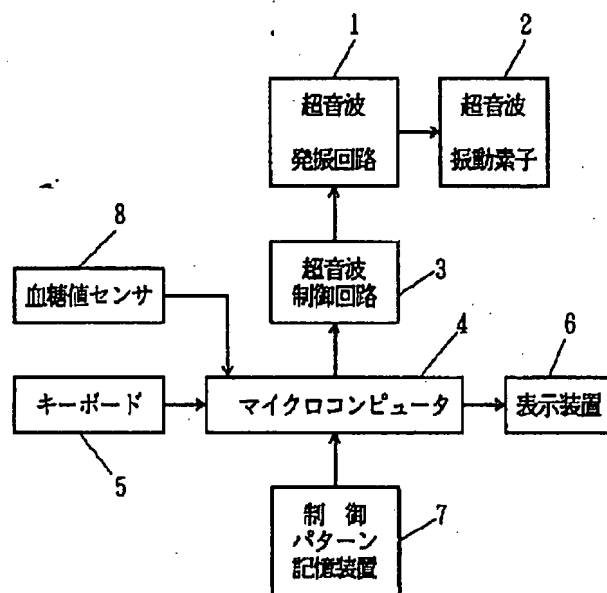 1
2
超音波
発振回路
超音波
振動素子
8
血糖値センサ
超音波
制御回路
3
4
6
キーボード
マイクロコンピュータ
表示装置
5
制 御
パターン
記憶装置
7